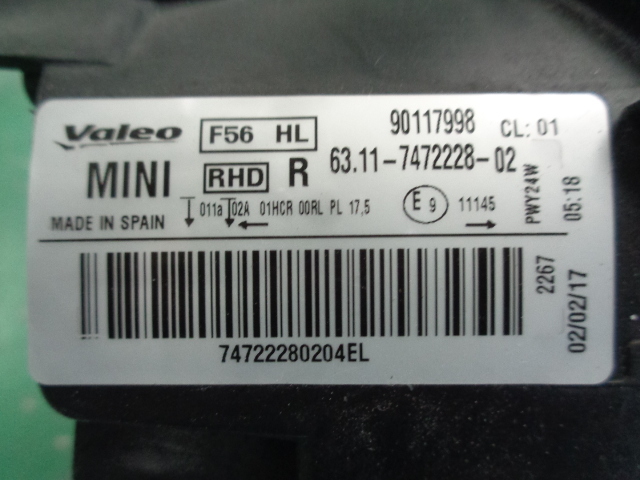 Valeo F56 HL 90117998 CL: 01
MINI RHD R 63.11-7472228-02
MADE IN SPAIN 011a 02A 01HCR 00RL PL 17,5 E 9 11145
PWY24W
05:18
2267
02/02/17
74722280204EL